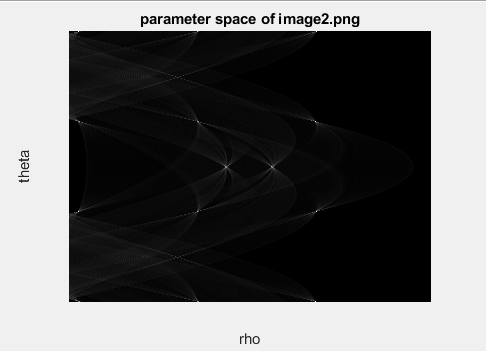 parameter space of image2.png
theta
rho